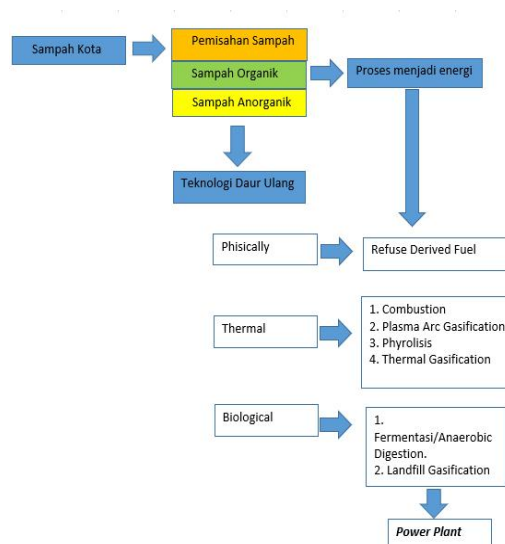 Sampah Kota
Pemisahan Sampah
Sampah Organik
Sampah Anorganik
Proses menjadi energi
Teknologi Daur Ulang
Phisically
Refuse Derived Fuel
Thermal
1. Combustion
2. Plasma Arc Gasification
3. Phyrolisis
4. Thermal Gasification
Biological
1.
Fermentasi/Anaerobic
Digestion.
2. Landfill Gasification
Power Plant